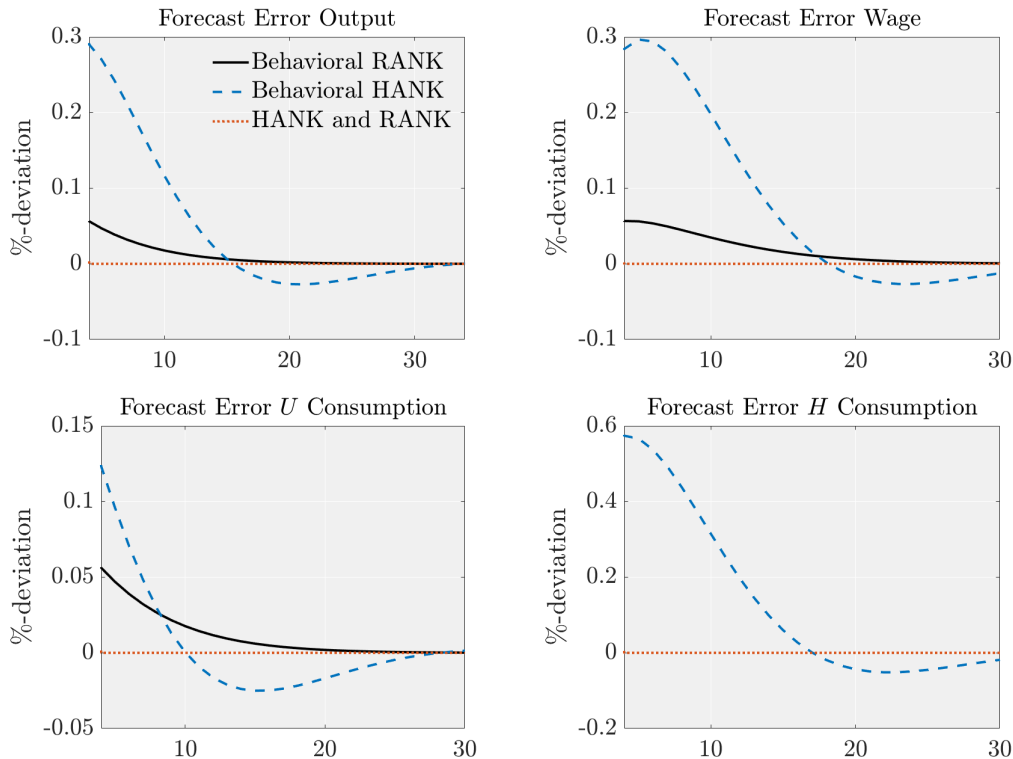 Forecast Error Output
0.3
0.2
0.1
0
-0.1
%-deviation
10
20
30
Behavioral RANK
Behavioral HANK
HANK and RANK
Forecast Error Wage
0.3
0.2
0.1
0
-0.1
%-deviation
10
20
30
Forecast Error U Consumption
0.15
0.1
0.05
0
-0.05
%-deviation
10
20
30
Forecast Error H Consumption
0.6
0.4
0.2
0
-0.2
%-deviation
10
20
30